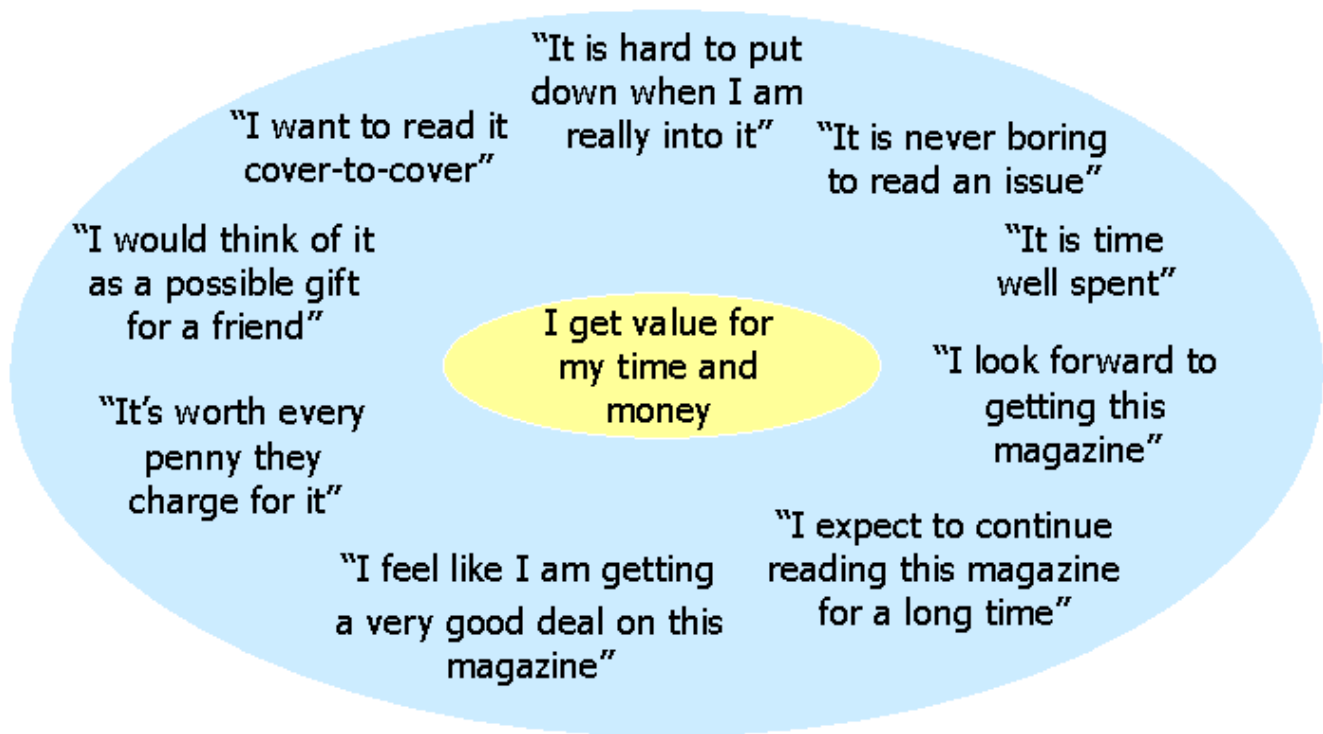 “It is hard to put
down when I am
really into it”
“I want to read it
cover-to-cover”
“It is never boring
to read an issue”
“I would think of it
as a possible gift
for a friend”
“It is time
well spent”
I get value for
my time and
money
“I look forward to
getting this
magazine”
“It’s worth every
penny they
charge for it”
“I expect to continue
reading this magazine
for a long time”
“I feel like I am getting
a very good deal on this
magazine”